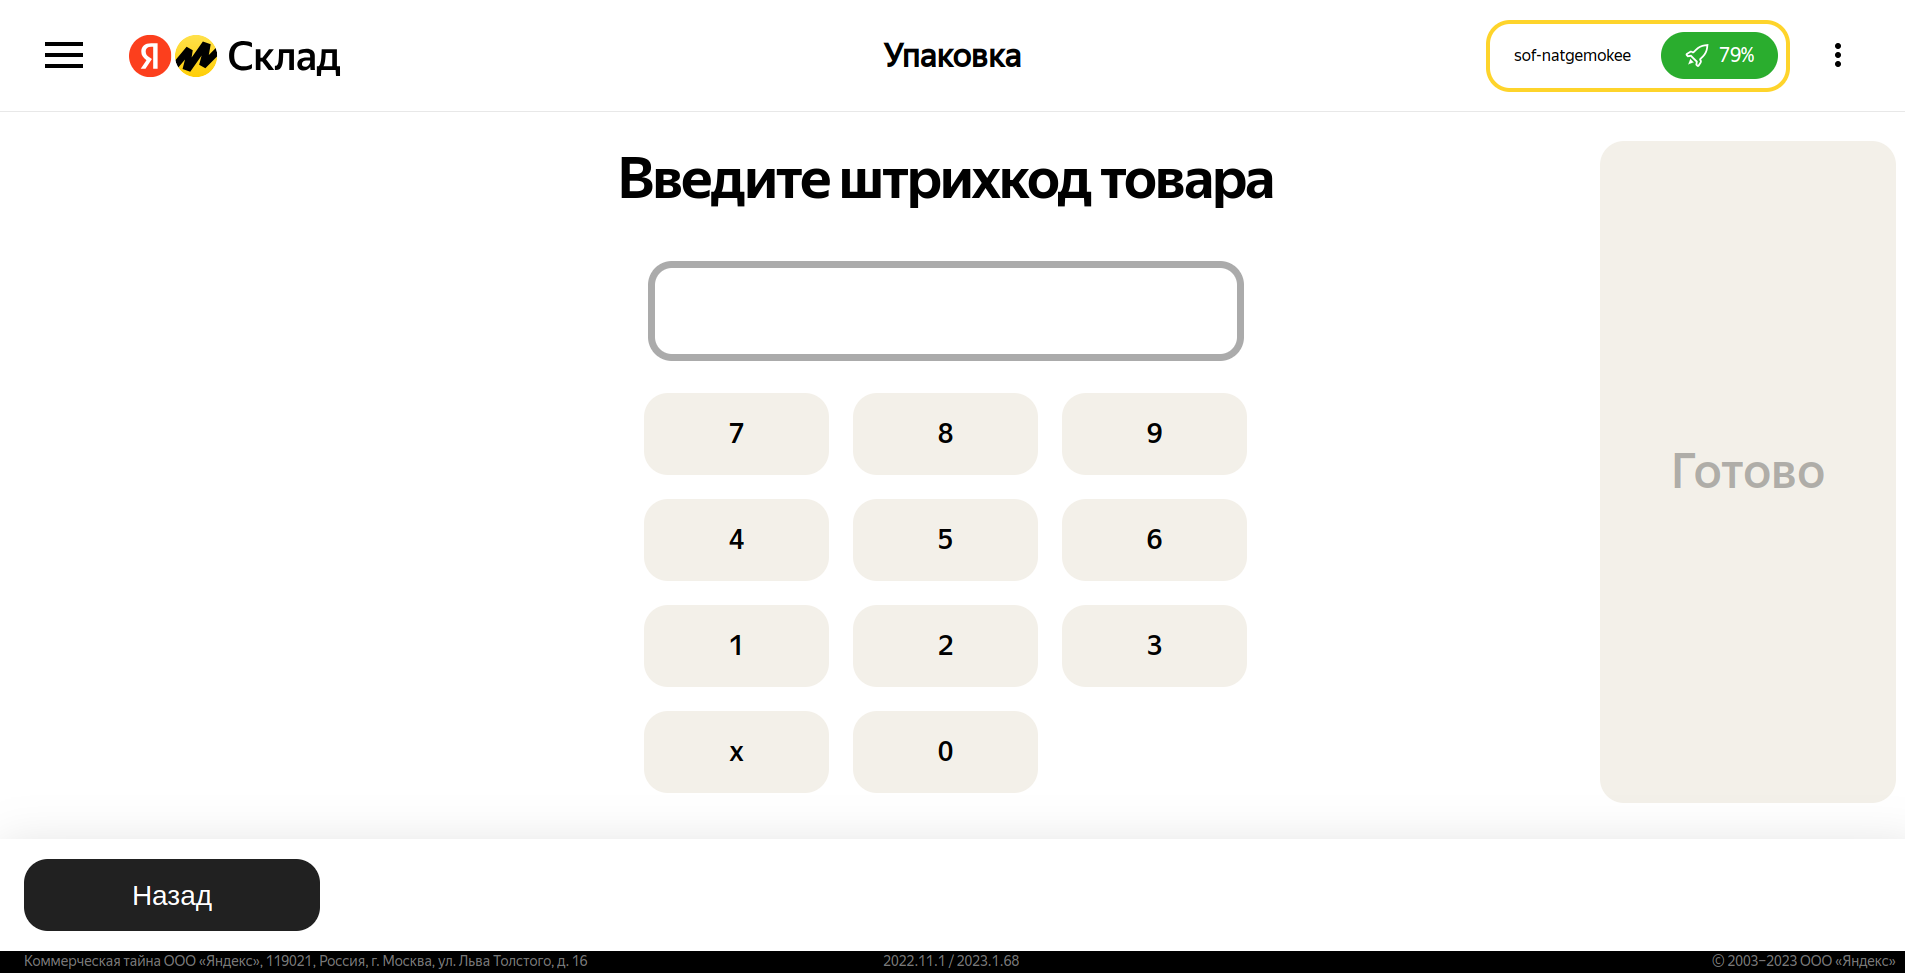 Я Склад
Упаковка
sof-natgemokee
79%
Введите штрихкод товара
7 8 9
4 5 6
1 2 3
x 0
Готово
Назад
Коммерческая тайна ООО «Яндекс», 119021, Россия, г. Москва, ул. Льва Толстого, д. 16
2022.11.1 / 2023.1.68
© 2003–2023 ООО «Яндекс»